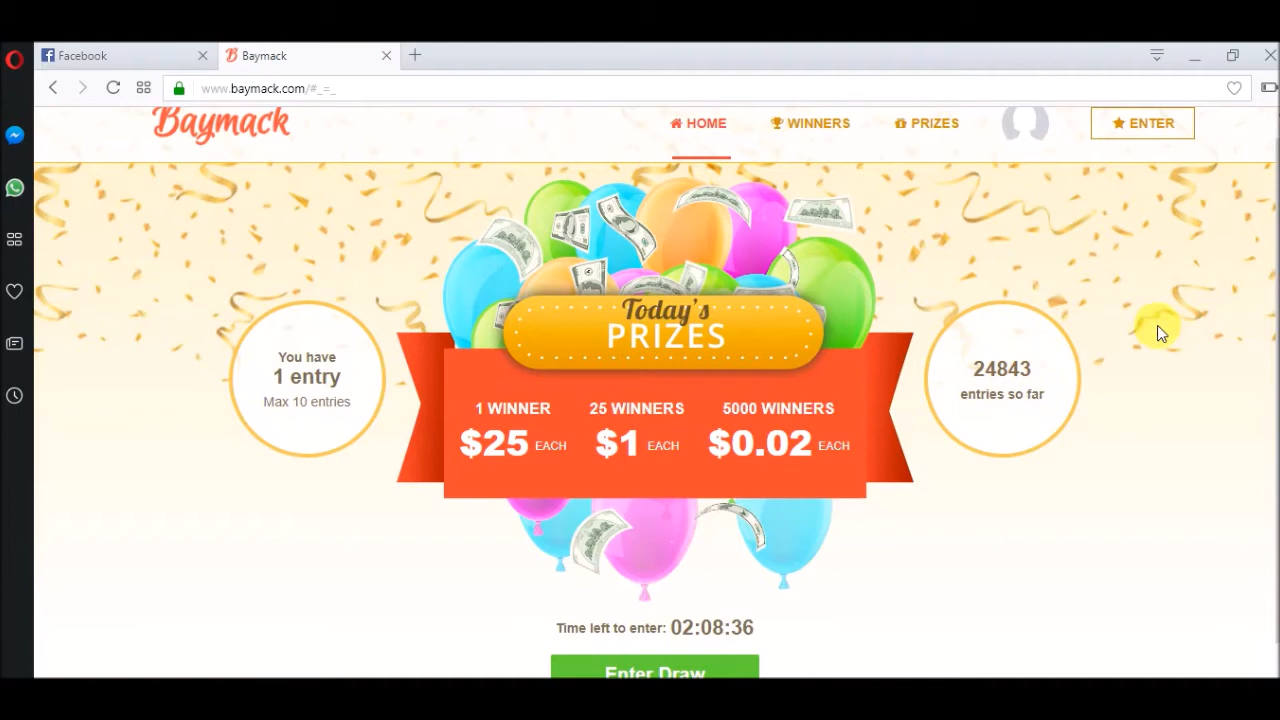 Facebook
Baymack
www.baymack.com/#_=_
Baymack
HOME
WINNERS
PRIZES
ENTER
Today's
PRIZES
You have
1 entry
Max 10 entries
1 WINNER
$25 EACH
25 WINNERS
$1 EACH
5000 WINNERS
$0.02 EACH
24843
entries so far
Time left to enter: 02:08:36
Enter Draw